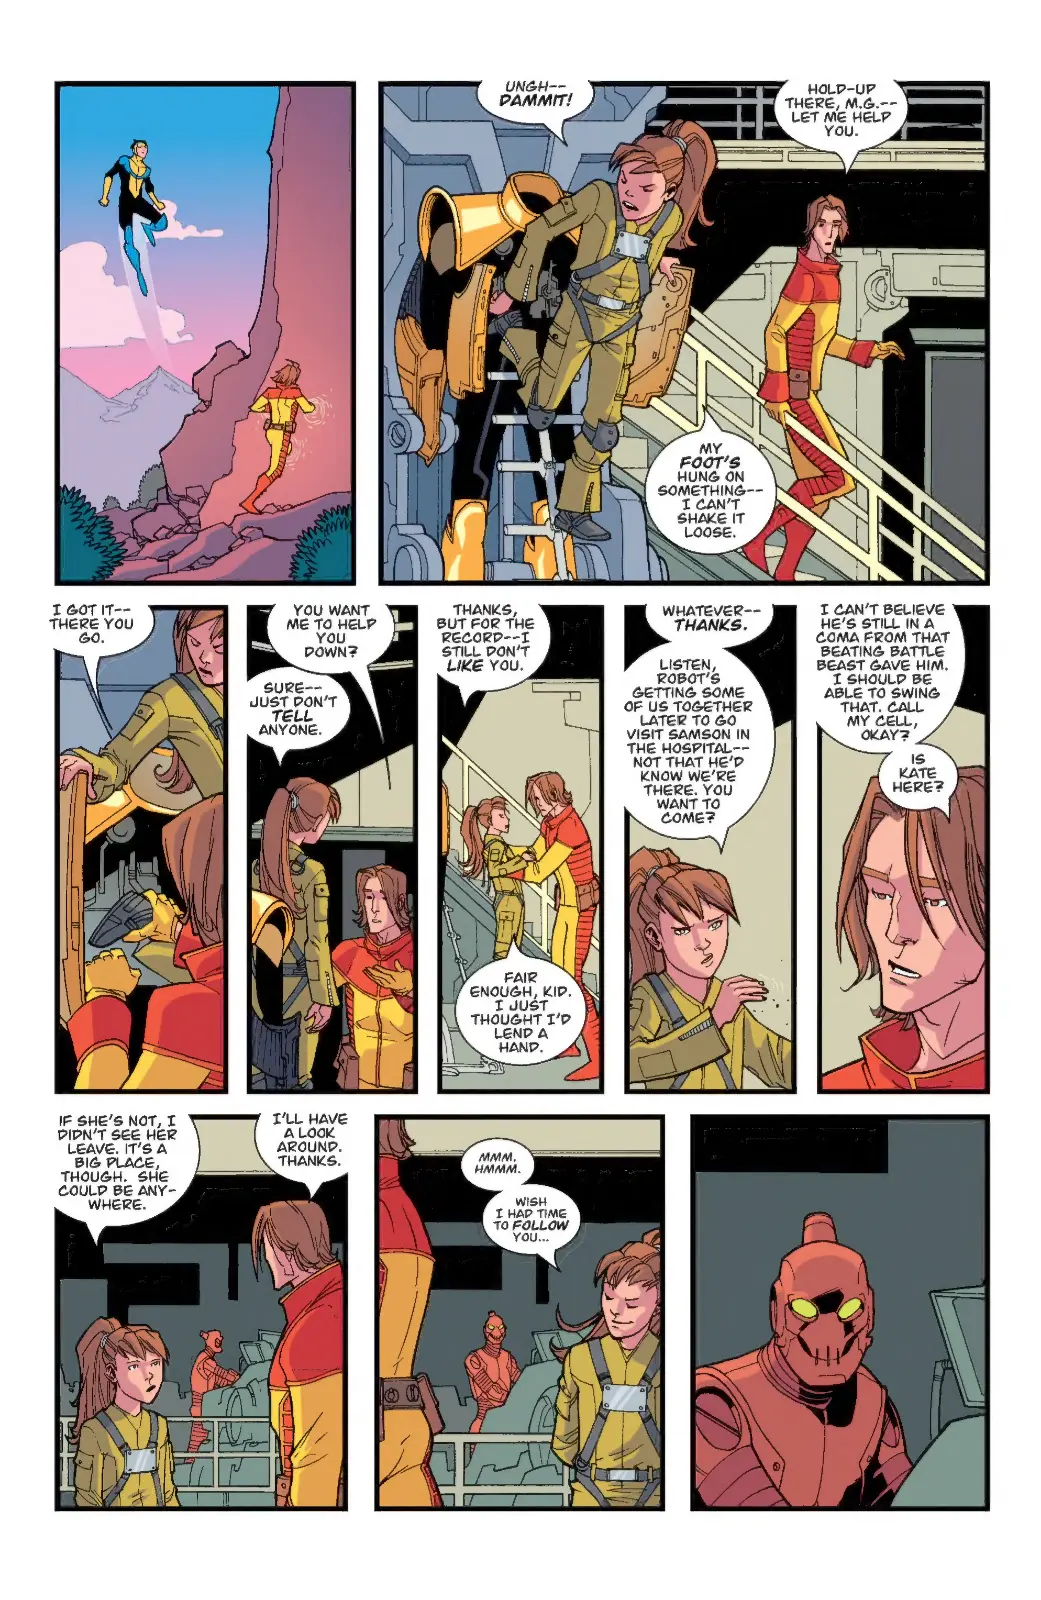 UNGH--
DAMMIT!
HOLD-UP
THERE, M.G.--
LET ME HELP
YOU.
MY
FOOT'S
HUNG ON
SOMETHING--
I CAN'T
SHAKE IT
LOOSE.
I GOT IT--
THERE YOU
GO.
YOU WANT
ME TO HELP
YOU
DOWN?
SURE--
JUST DON'T
TELL
ANYONE.
THANKS,
BUT FOR THE
RECORD--I
STILL DON'T
LIKE YOU.
FAIR
ENOUGH, KID.
I JUST
THOUGHT I'D
LEND A
HAND.
WHATEVER--
THANKS.
LISTEN,
ROBOT'S
GETTING SOME
OF US TOGETHER
LATER TO GO
VISIT SAMSON IN
THE HOSPITAL--
NOT THAT HE'D
KNOW WE'RE
THERE. YOU
WANT TO
COME?
I CAN'T BELIEVE
HE'S STILL IN A
COMA FROM THAT
BEATING BATTLE
BEAST GAVE HIM.
I SHOULD BE
ABLE TO SWING
THAT. CALL
MY CELL,
OKAY?
IS
KATE
HERE?
IF SHE'S NOT, I
DIDN'T SEE HER
LEAVE. IT'S A
BIG PLACE,
THOUGH. SHE
COULD BE ANY-
WHERE.
I'LL HAVE
A LOOK
AROUND.
THANKS.
MMM.
HMMM.
WISH
I HAD TIME
TO FOLLOW
YOU...